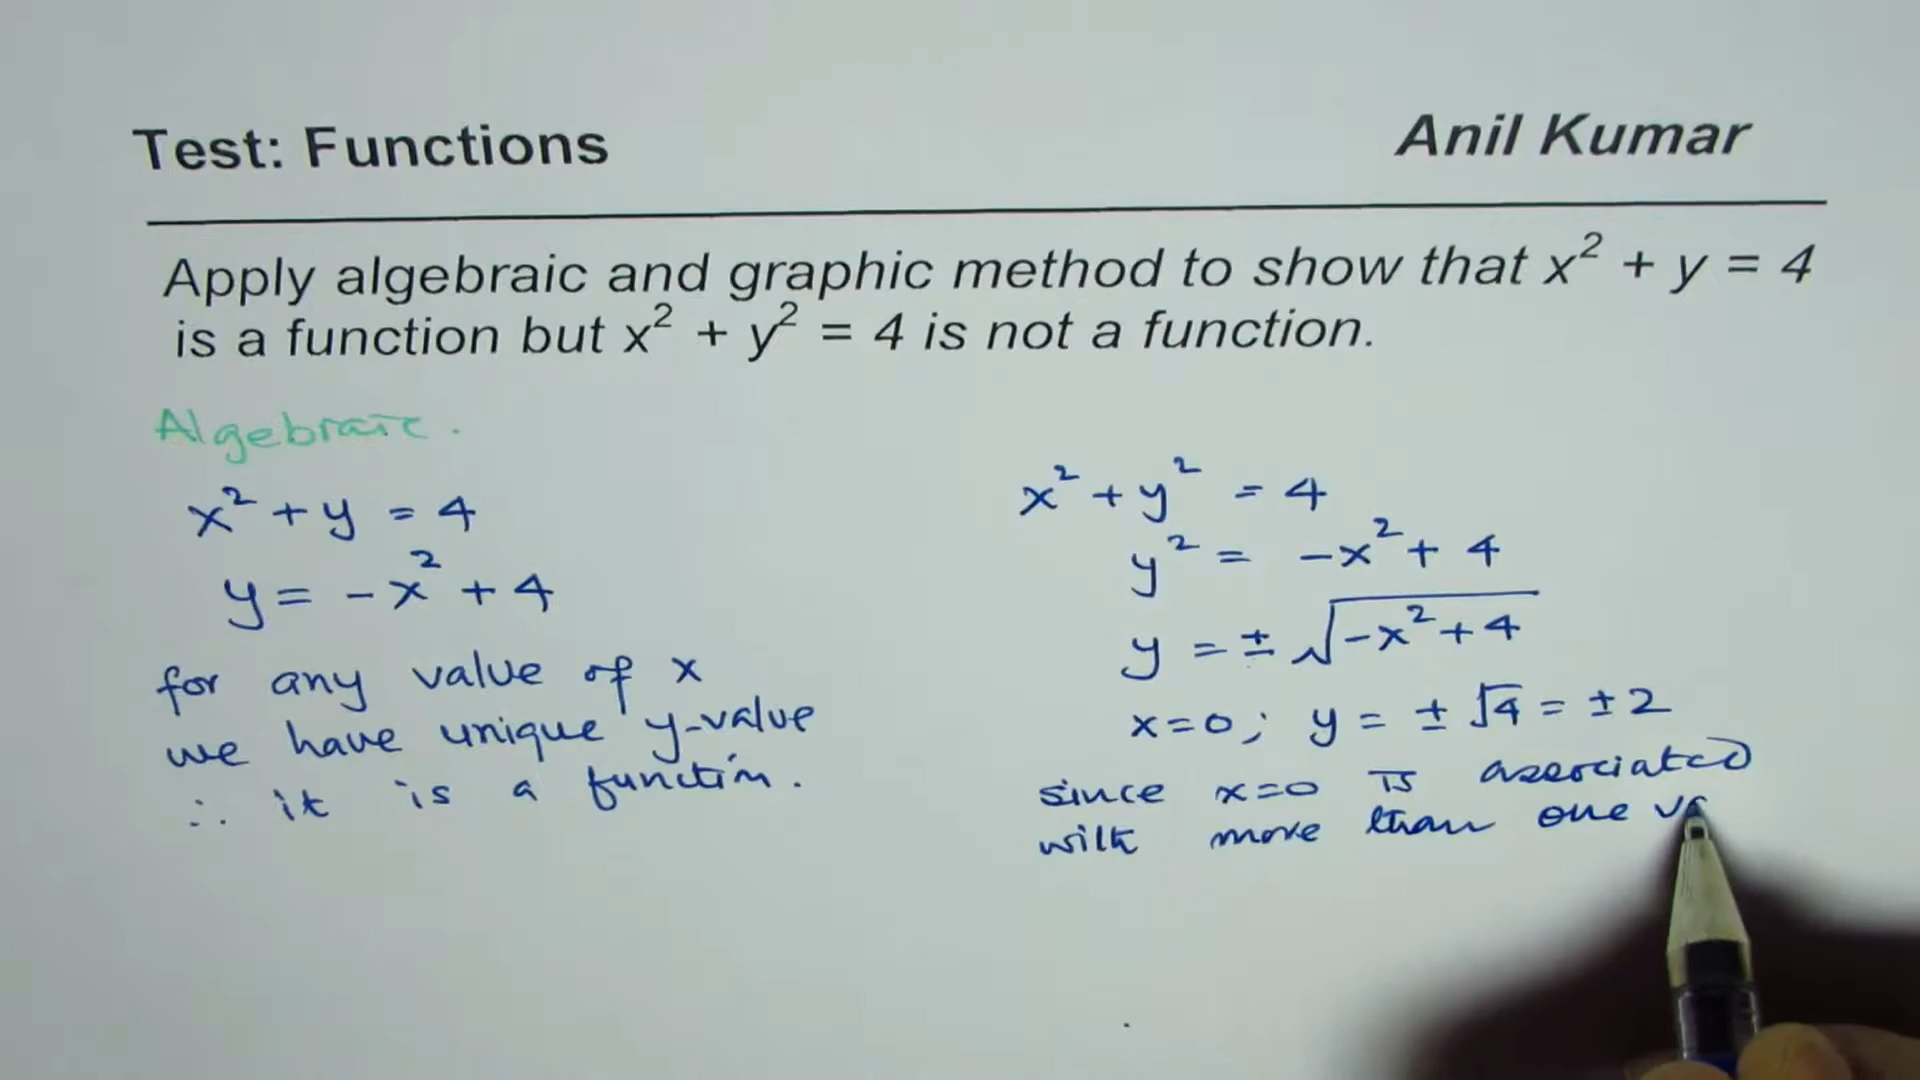 Test: Functions
Anil Kumar
Apply algebraic and graphic method to show that x² + y = 4
is a function but x² + y² = 4 is not a function.
Algebraic.
x² + y = 4
y = -x² + 4
for any value of x
we have unique y-value
∴ it is a function.
x² + y² = 4
y² = -x² + 4
y = ± √-x²+4
x=0; y = ± √4 = ±2
since x=0 is associated
with more than one va